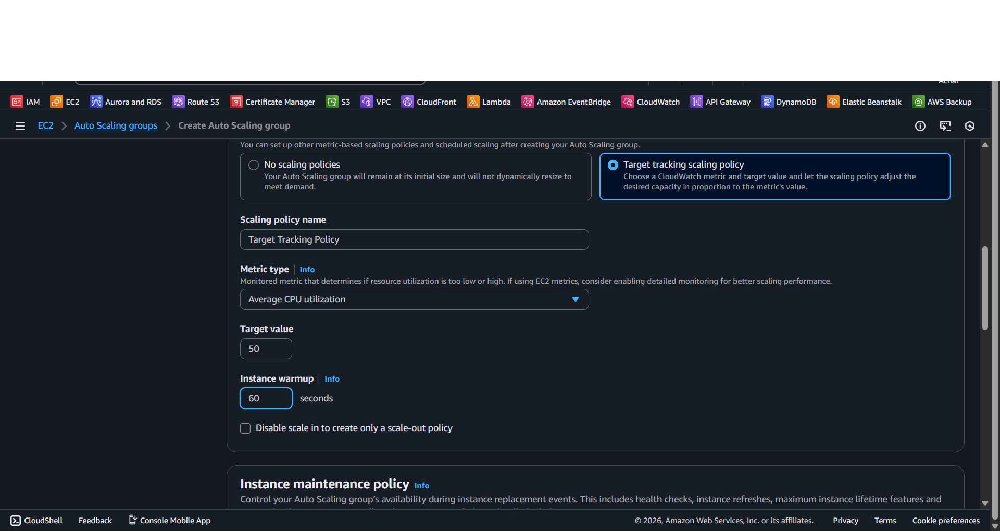 IAM EC2 Aurora and RDS Route 53 Certificate Manager S3 VPC CloudFront Lambda Amazon EventBridge CloudWatch API Gateway DynamoDB Elastic Beanstalk AWS Backup
EC2 > Auto Scaling groups > Create Auto Scaling group
You can set up other metric-based scaling policies and scheduled scaling after creating your Auto Scaling group.
No scaling policies
Your Auto Scaling group will remain at its initial size and will not dynamically resize to
meet demand.
Target tracking scaling policy
Choose a CloudWatch metric and target value and let the scaling policy adjust the
desired capacity in proportion to the metric's value.
Scaling policy name
Target Tracking Policy
Metric type Info
Monitored metric that determines if resource utilization is too low or high. If using EC2 metrics, consider enabling detailed monitoring for better scaling performance.
Average CPU utilization
Target value
50
Instance warmup Info
60 seconds
Disable scale in to create only a scale-out policy
Instance maintenance policy Info
Control your Auto Scaling group's availability during instance replacement events. This includes health checks, instance refreshes, maximum instance lifetime features and
CloudShell Feedback Console Mobile App © 2026, Amazon Web Services, Inc. or its affiliates. Privacy Terms Cookie preferences